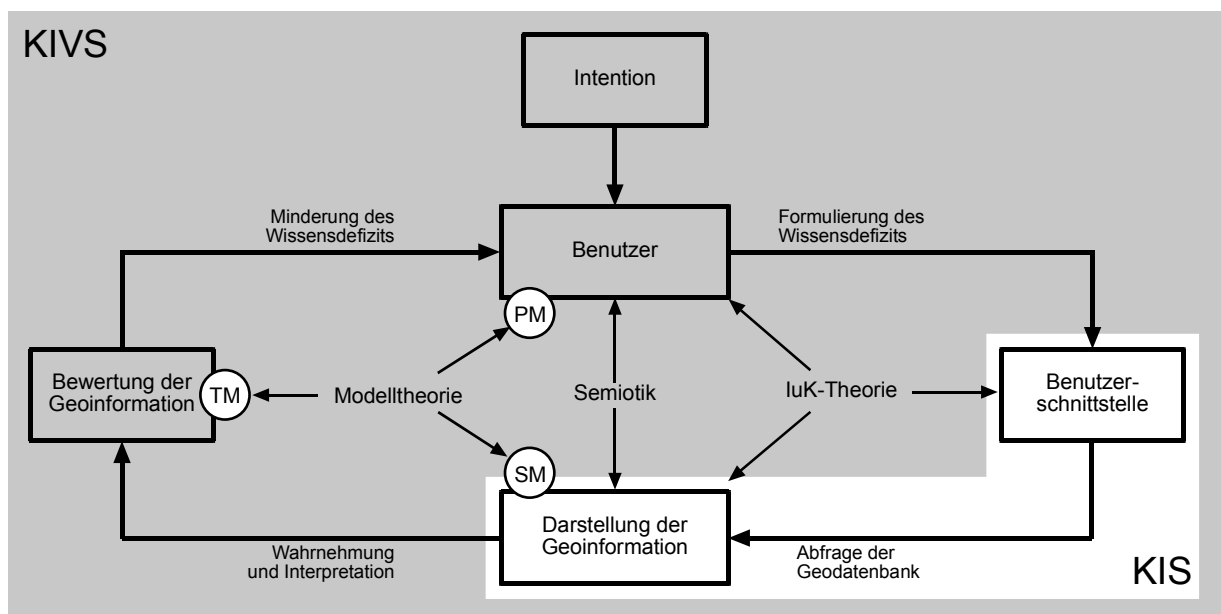 KIVS
Intention
Minderung des
Wissensdefizits
Benutzer
Formulierung des
Wissensdefizits
PM
Bewertung der
Geoinformation
TM
Modelltheorie
Semiotik
IuK-Theorie
Benutzer-
schnittstelle
SM
Darstellung der
Geoinformation
Wahrnehmung
und Interpretation
Abfrage der
Geodatenbank
KIS